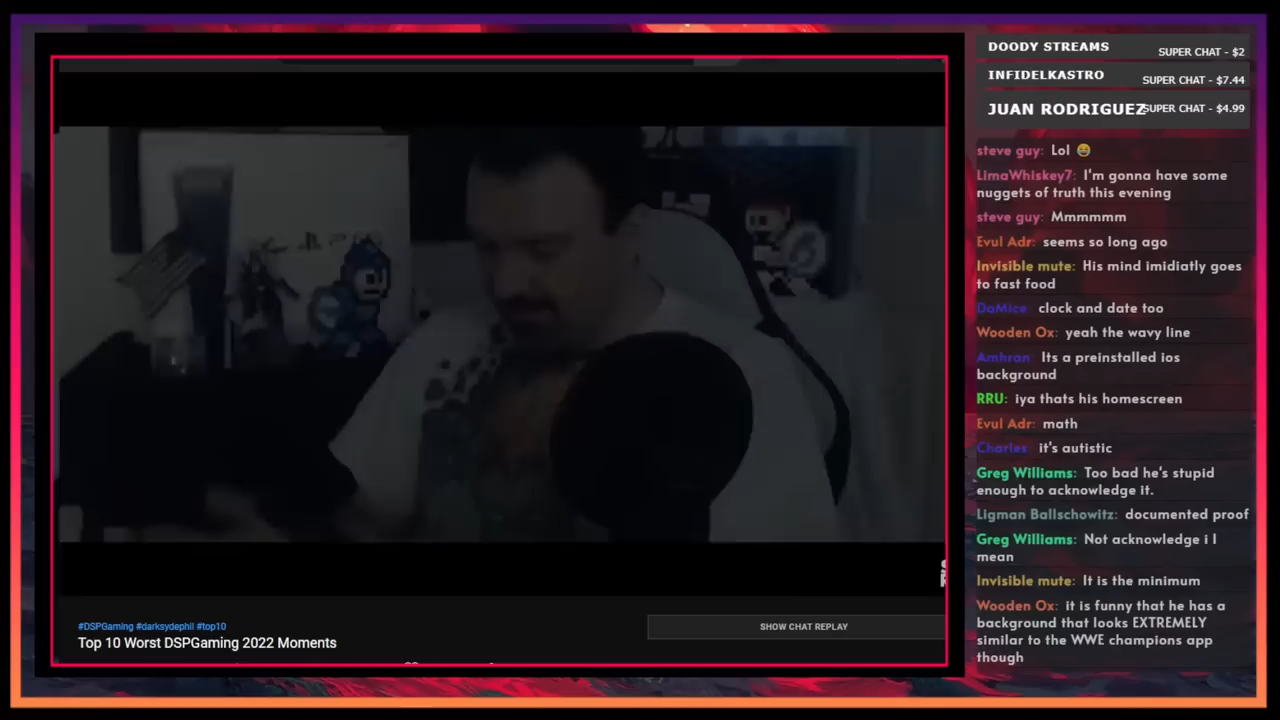 DOODY STREAMS SUPER CHAT - $2
INFIDELKASTRO SUPER CHAT - $7.44
JUAN RODRIGUEZ SUPER CHAT - $4.99
steve guy: Lol 😄
LimaWhiskey7: I'm gonna have some
nuggets of truth this evening
steve guy: Mmmmmm
Evul Adr: seems so long ago
Invisible mute: His mind imidiatly goes
to fast food
DaMice clock and date too
Wooden Ox: yeah the wavy line
Amhran: Its a preinstalled ios
background
RRU: iya thats his homescreen
Evul Adr: math
Charles it's autistic
Greg Williams: Too bad he's stupid
enough to acknowledge it.
Ligman Ballschowitz: documented proof
Greg Williams: Not acknowledge i I
mean
Invisible mute: It is the minimum
Wooden Ox: it is funny that he has a
background that looks EXTREMELY
similar to the WWE champions app
though
#DSPGaming #darksydephil #top10
Top 10 Worst DSPGaming 2022 Moments
SHOW CHAT REPLAY